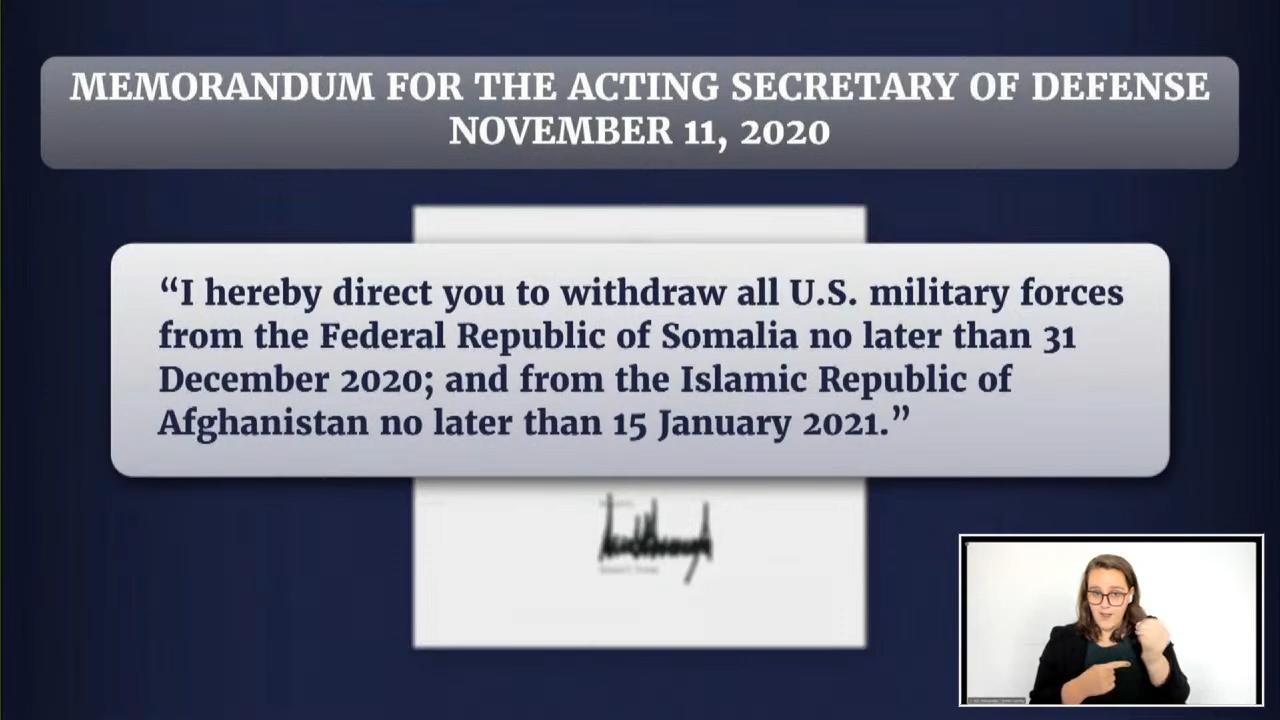 MEMORANDUM FOR THE ACTING SECRETARY OF DEFENSE
NOVEMBER 11, 2020
“I hereby direct you to withdraw all U.S. military forces
from the Federal Republic of Somalia no later than 31
December 2020; and from the Islamic Republic of
Afghanistan no later than 15 January 2021.”